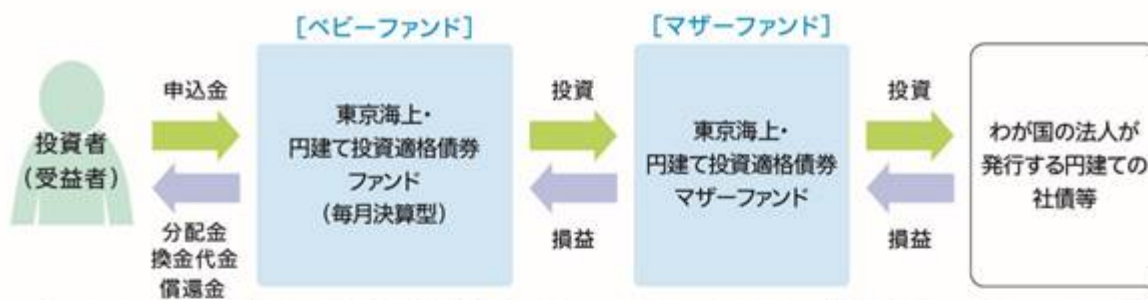 [ベビーファンド]
[マザーファンド]
投資者
(受益者)
申込金
分配金
換金代金
償還金
東京海上・
円建て投資適格債券
ファンド
(毎月決算型)
投資
損益
東京海上・
円建て投資適格債券
マザーファンド
投資
損益
わが国の法人が
発行する円建ての
社債等